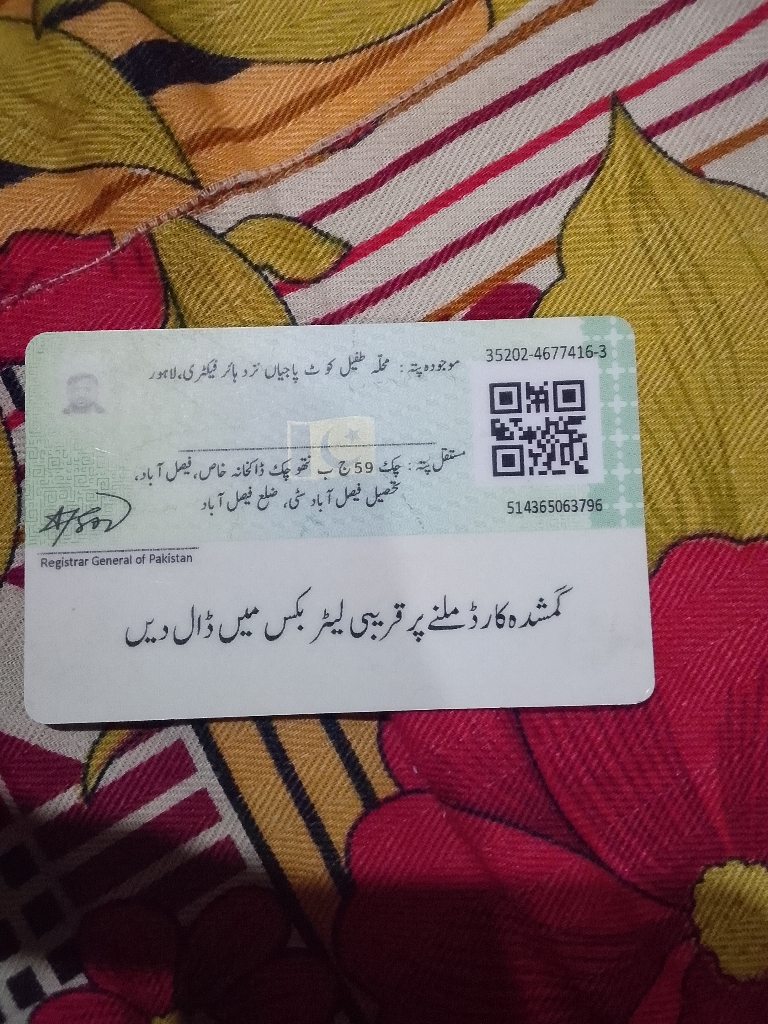 35202-4677416-3
موجودہ پتہ : محلّہ طفیل کوٹ پاجیاں نزد ہائر فیکٹری، لاہور
مستقل پتہ : چک 59 ج ب نتھو چک ڈاکخانہ خاص، فیصل آباد،
تحصیل فیصل آباد سٹی، ضلع فیصل آباد
514365063796
Registrar General of Pakistan
گمشدہ کارڈ ملنے پر قریبی لیٹر بکس میں ڈال دیں